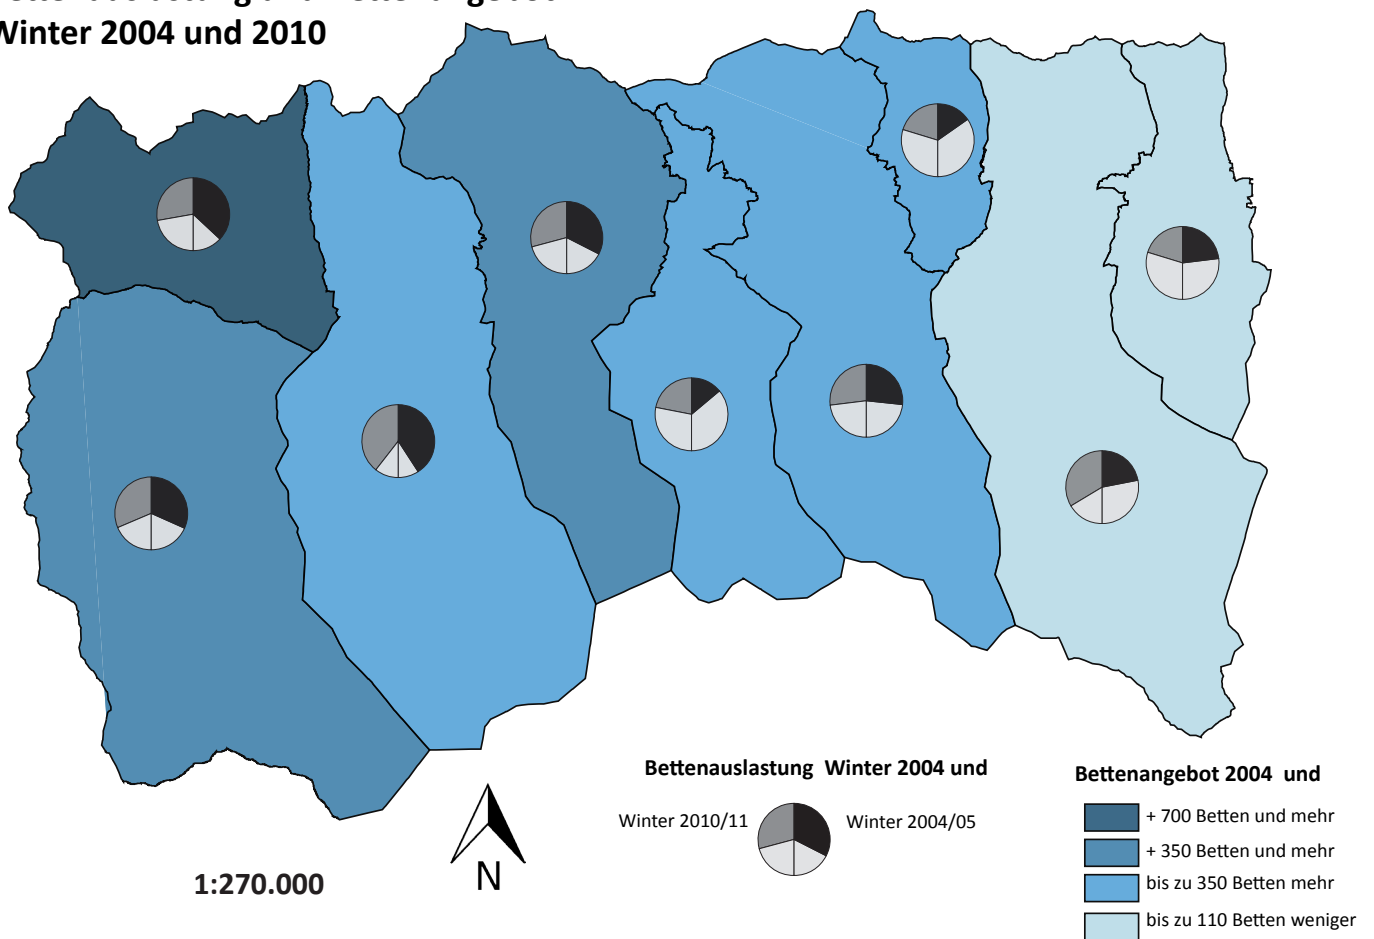 Winter 2004 und 2010
Bettenauslastung Winter 2004 und
Winter 2010/11
Winter 2004/05
Bettenangebot 2004 und
+ 700 Betten und mehr
+ 350 Betten und mehr
bis zu 350 Betten mehr
bis zu 110 Betten weniger
N
1:270.000